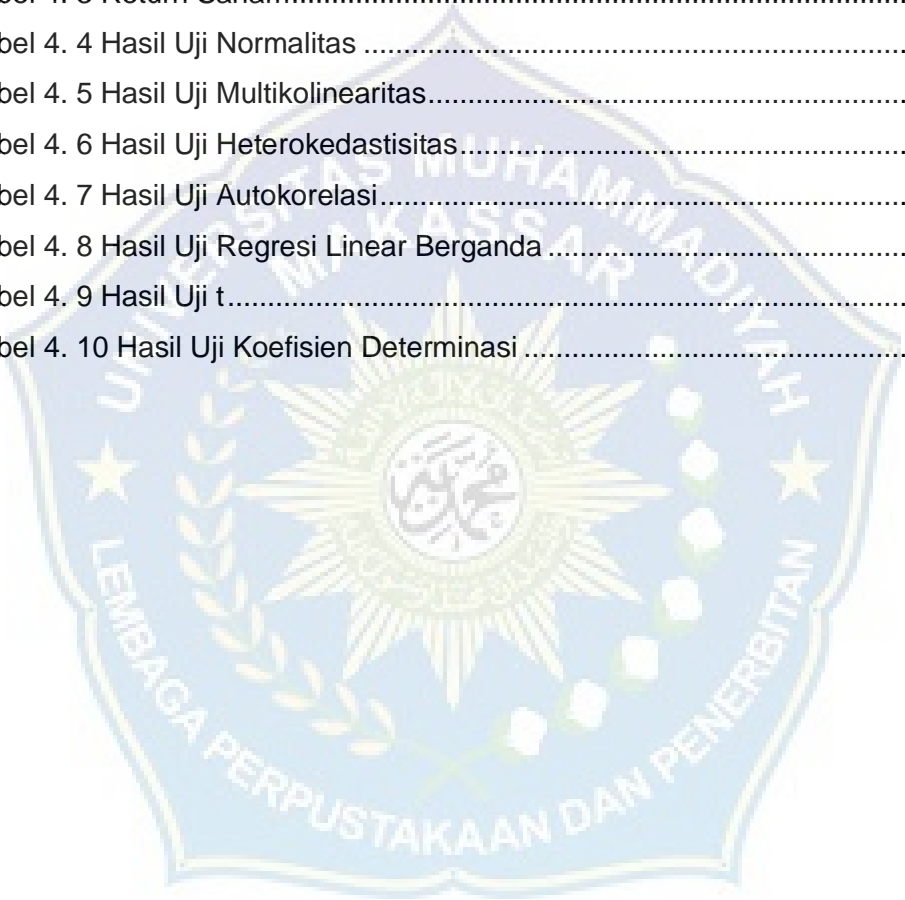 bel 4. 4 Hasil Uji Normalitas ........................................................................
bel 4. 5 Hasil Uji Multikolinearitas................................................................
bel 4. 6 Hasil Uji Heterokedastisitas............................................................
bel 4. 7 Hasil Uji Autokorelasi......................................................................
bel 4. 8 Hasil Uji Regresi Linear Berganda .................................................
bel 4. 9 Hasil Uji t.........................................................................................
bel 4. 10 Hasil Uji Koefisien Determinasi ....................................................
UNIVERSITAS MUHAMMADIYAH
MAKASSAR
LEMBAGA PERPUSTAKAAN DAN PENERBITAN